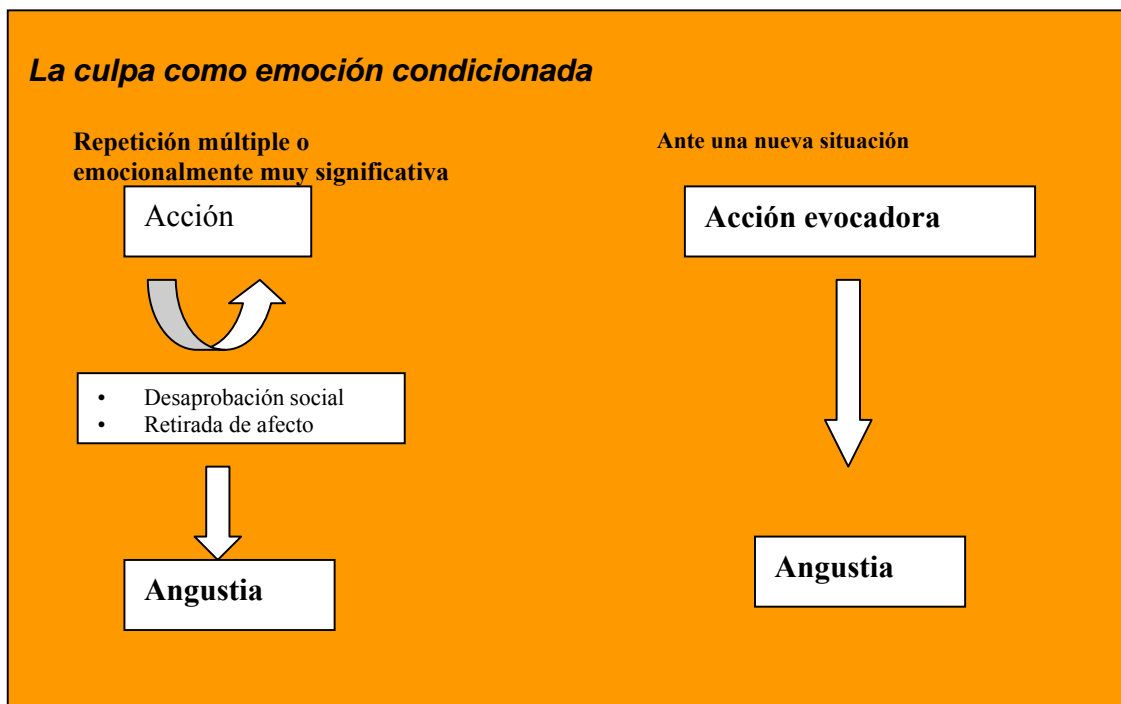 La culpa como emoción condicionada
Repetición múltiple o
emocionalmente muy significativa
Acción
• Desaprobación social
• Retirada de afecto
Angustia
Ante una nueva situación
Acción evocadora
Angustia